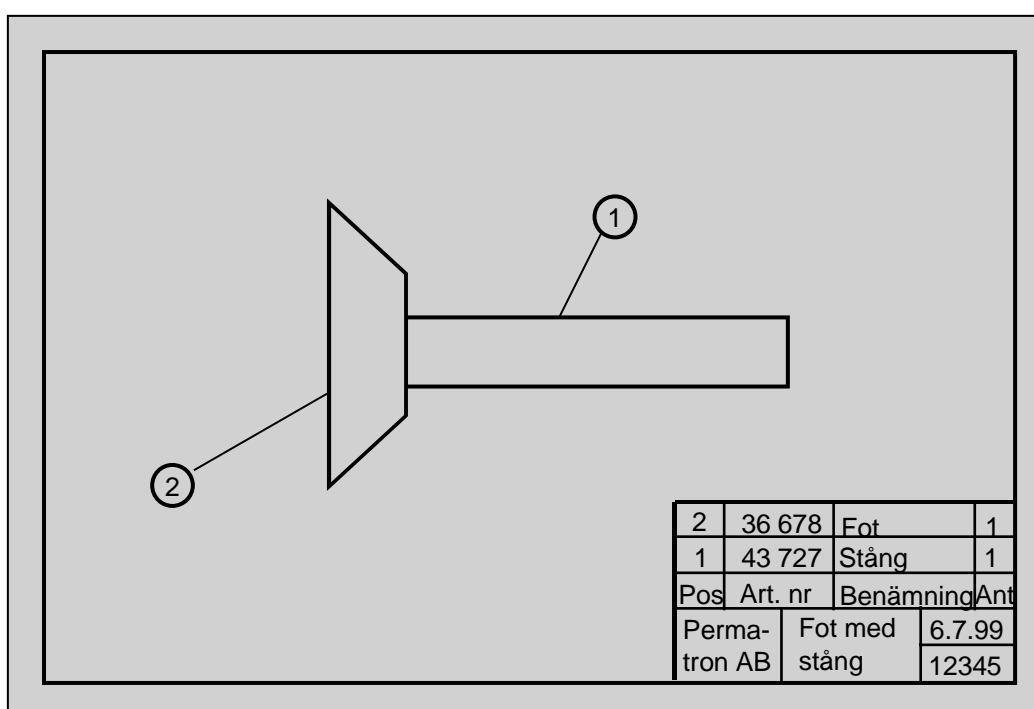 1
2
2 36 678 Fot 1
1 43 727 Stång 1
Pos Art. nr Benämning Ant
Perma- Fot med 6.7.99
tron AB stång 12345